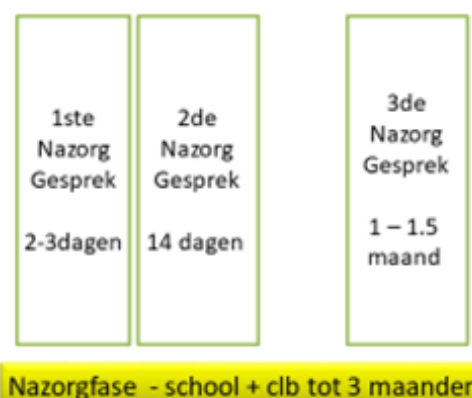 1ste
Nazorg
Gesprek
2-3dagen
2de
Nazorg
Gesprek
14 dagen
3de
Nazorg
Gesprek
1 – 1.5
maand
Nazorgfase - school + clb tot 3 maanden